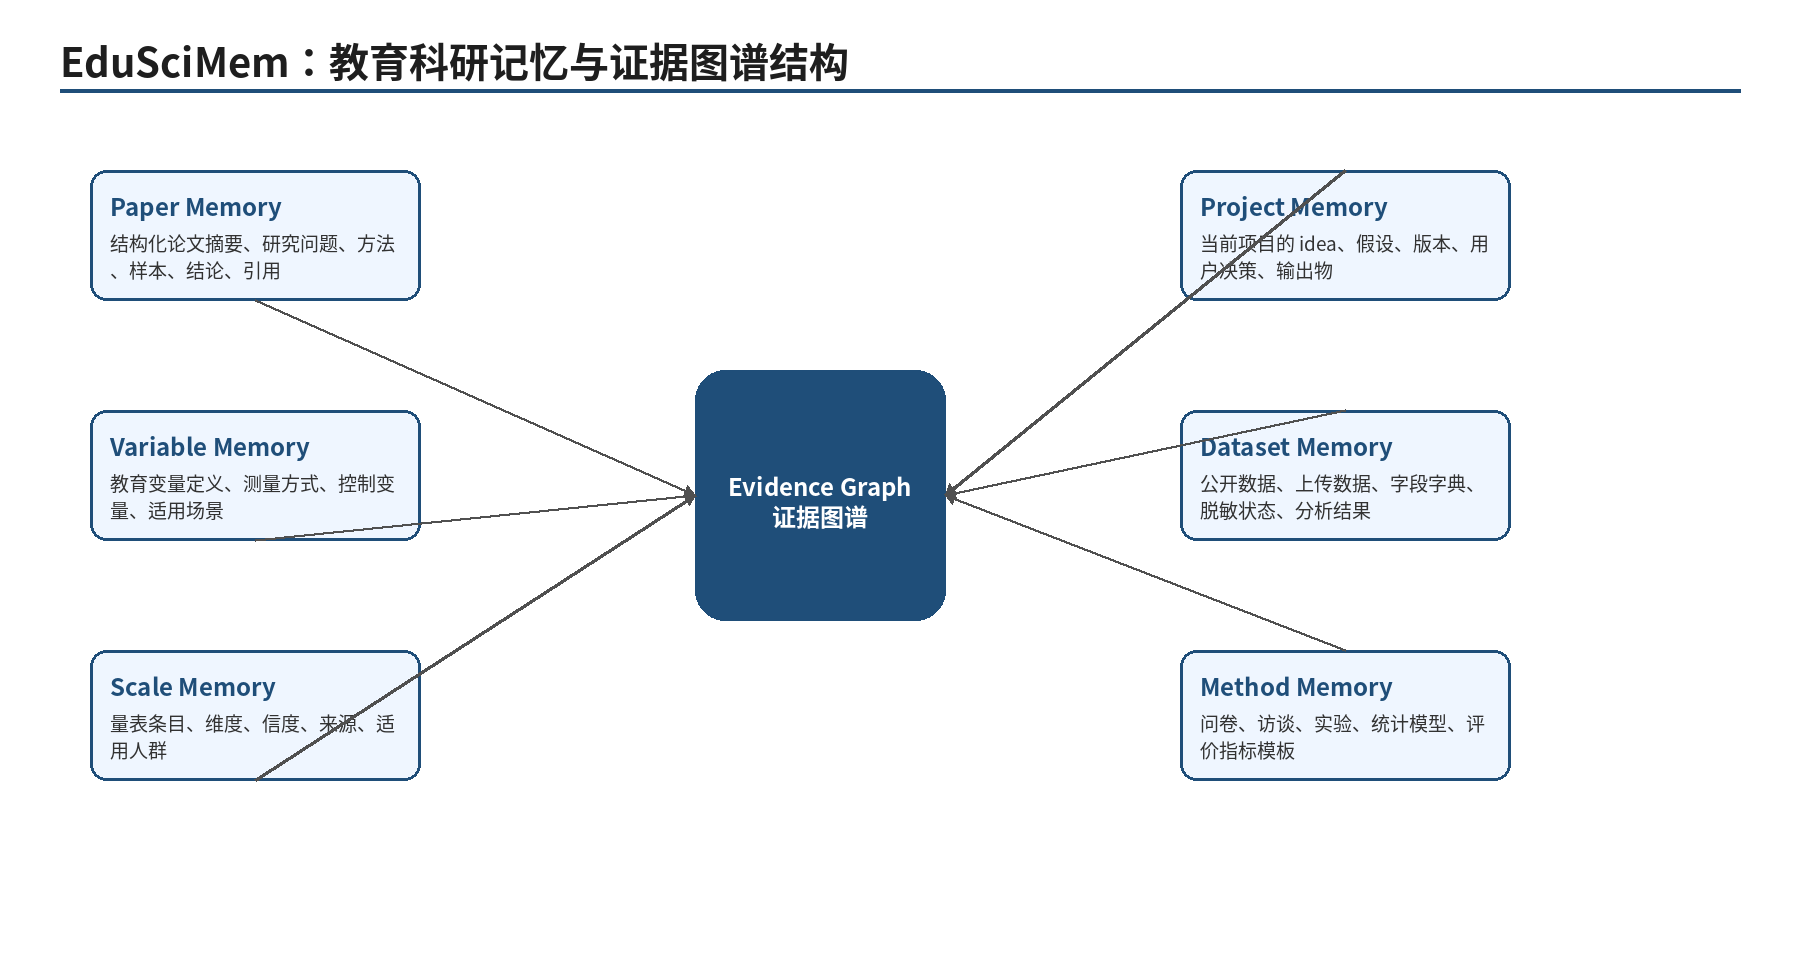 EduSciMem：教育科研记忆与证据图谱结构
Paper Memory
结构化论文摘要、研究问题、方法
、样本、结论、引用
Variable Memory
教育变量定义、测量方式、控制变
量、适用场景
Scale Memory
量表条目、维度、信度、来源、适
用人群
Evidence Graph
证据图谱
Project Memory
当前项目的 idea、假设、版本、用
户决策、输出物
Dataset Memory
公开数据、上传数据、字段字典、
脱敏状态、分析结果
Method Memory
问卷、访谈、实验、统计模型、评
价指标模板